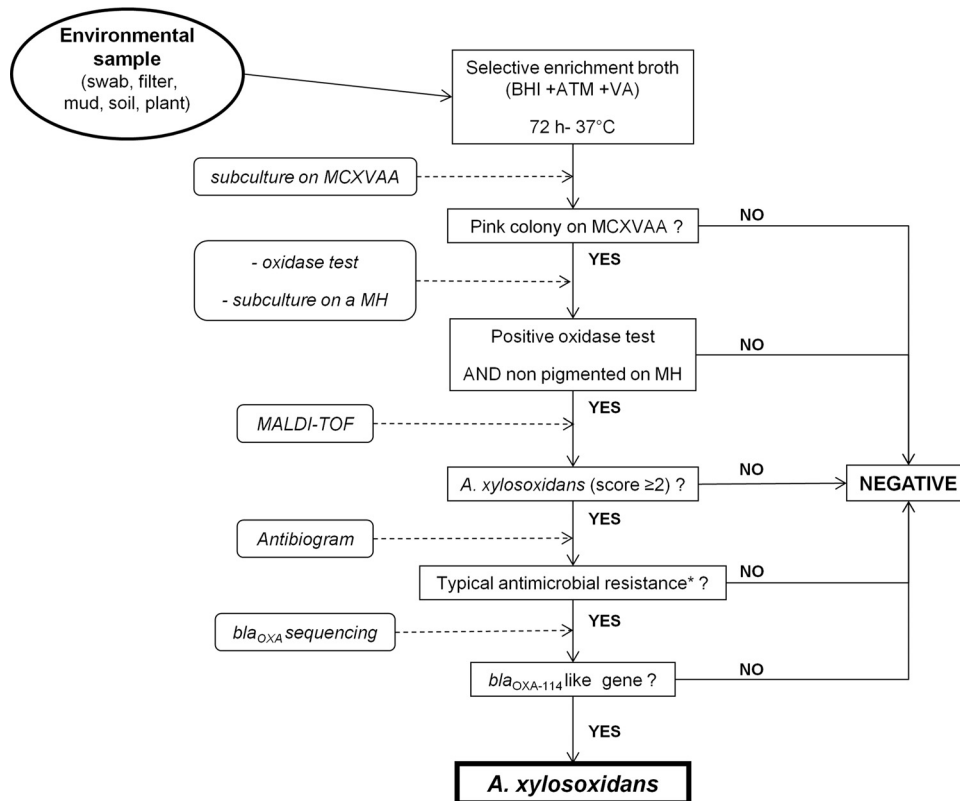 Environmental
sample
(swab, filter,
mud, soil, plant)
Selective enrichment broth
(BHI +ATM +VA)
72 h- 37°C
subculture on MCXVAA
Pink colony on MCXVAA ?
NO
YES
- oxidase test
- subculture on a MH
Positive oxidase test
AND non pigmented on MH
NO
YES
MALDI-TOF
A. xylosoxidans (score ≥2) ?
NO
NEGATIVE
YES
Antibiogram
Typical antimicrobial resistance* ?
NO
YES
blaOXA sequencing
blaOXA-114 like gene ?
NO
YES
A. xylosoxidans